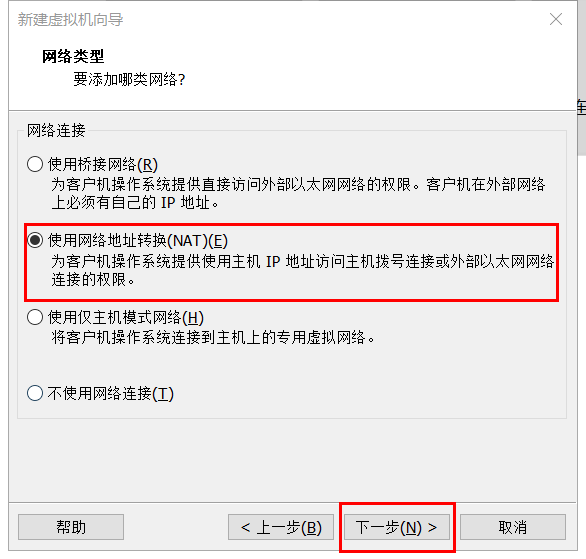 新建虚拟机向导
网络类型
要添加哪类网络?
网络连接
使用桥接网络(R)
为客户机操作系统提供直接访问外部以太网网络的权限。客户机在外部网络
上必须有自己的 IP 地址。
使用网络地址转换(NAT)(E)
为客户机操作系统提供使用主机 IP 地址访问主机拨号连接或外部以太网网络
连接的权限。
使用仅主机模式网络(H)
将客户机操作系统连接到主机上的专用虚拟网络。
不使用网络连接(T)
帮助
< 上一步(B)
下一步(N) >
取消